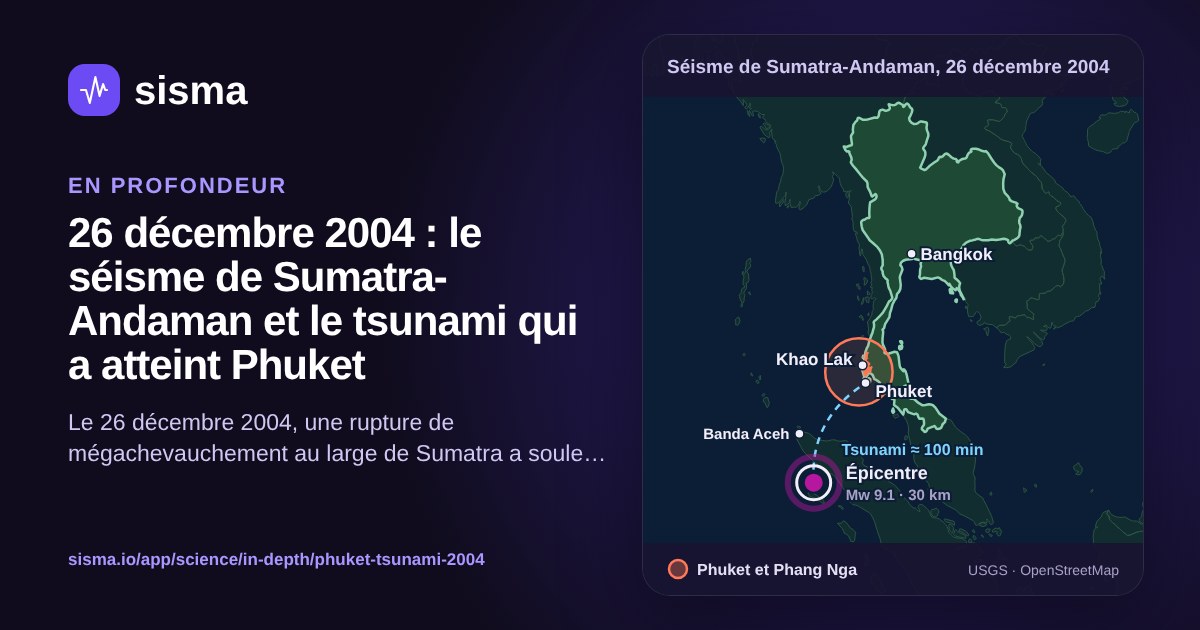 sisma
EN PROFONDEUR
26 décembre 2004 : le
séisme de Sumatra-
Andaman et le tsunami qui
a atteint Phuket
Le 26 décembre 2004, une rupture de
mégachevauchement au large de Sumatra a soule…
sisma.io/app/science/in-depth/phuket-tsunami-2004
Séisme de Sumatra-Andaman, 26 décembre 2004
Bangkok
Khao Lak
Phuket
Banda Aceh
Tsunami ≈ 100 min
Épicentre
Mw 9.1 · 30 km
Phuket et Phang Nga
USGS · OpenStreetMap